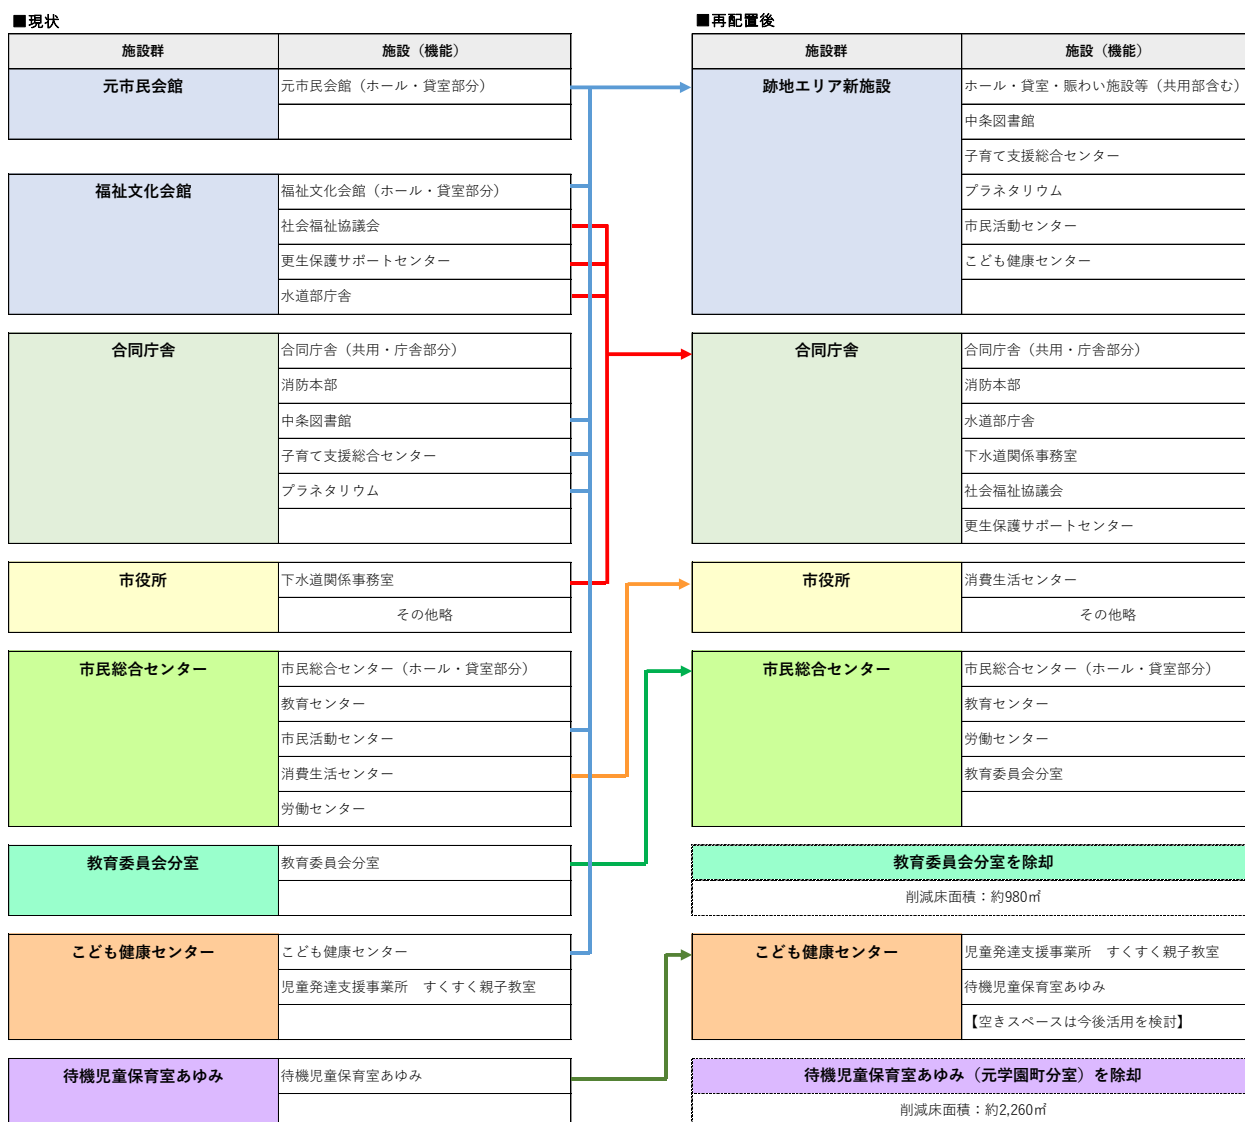 ■現状
施設群
施設（機能）
元市民会館
元市民会館（ホール・貸室部分）
福祉文化会館
福祉文化会館（ホール・貸室部分）
社会福祉協議会
更生保護サポートセンター
水道部庁舎
合同庁舎
合同庁舎（共用・庁舎部分）
消防本部
中条図書館
子育て支援総合センター
プラネタリウム
市役所
下水道関係事務室
その他略
市民総合センター
市民総合センター（ホール・貸室部分）
教育センター
市民活動センター
消費生活センター
労働センター
教育委員会分室
教育委員会分室
こども健康センター
こども健康センター
児童発達支援事業所　すくすく親子教室
待機児童保育室あゆみ
待機児童保育室あゆみ
■再配置後
施設群
施設（機能）
跡地エリア新施設
ホール・貸室・賑わい施設等（共用部含む）
中条図書館
子育て支援総合センター
プラネタリウム
市民活動センター
こども健康センター
合同庁舎
合同庁舎（共用・庁舎部分）
消防本部
水道部庁舎
下水道関係事務室
社会福祉協議会
更生保護サポートセンター
市役所
消費生活センター
その他略
市民総合センター
市民総合センター（ホール・貸室部分）
教育センター
労働センター
教育委員会分室
教育委員会分室を除却
削減床面積：約980㎡
こども健康センター
児童発達支援事業所　すくすく親子教室
待機児童保育室あゆみ
【空きスペースは今後活用を検討】
待機児童保育室あゆみ（元学園町分室）を除却
削減床面積：約2,260㎡